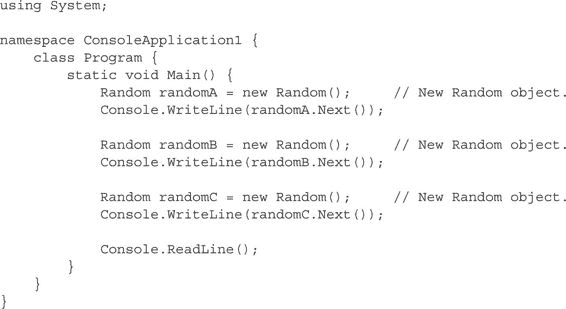 using System;

namespace ConsoleApplication1 {
    class Program {
        static void Main() {
            Random randomA = new Random();     // New Random object.
            Console.WriteLine(randomA.Next());

            Random randomB = new Random();     // New Random object.
            Console.WriteLine(randomB.Next());

            Random randomC = new Random();     // New Random object.
            Console.WriteLine(randomC.Next());

            Console.ReadLine();
        }
    }
}